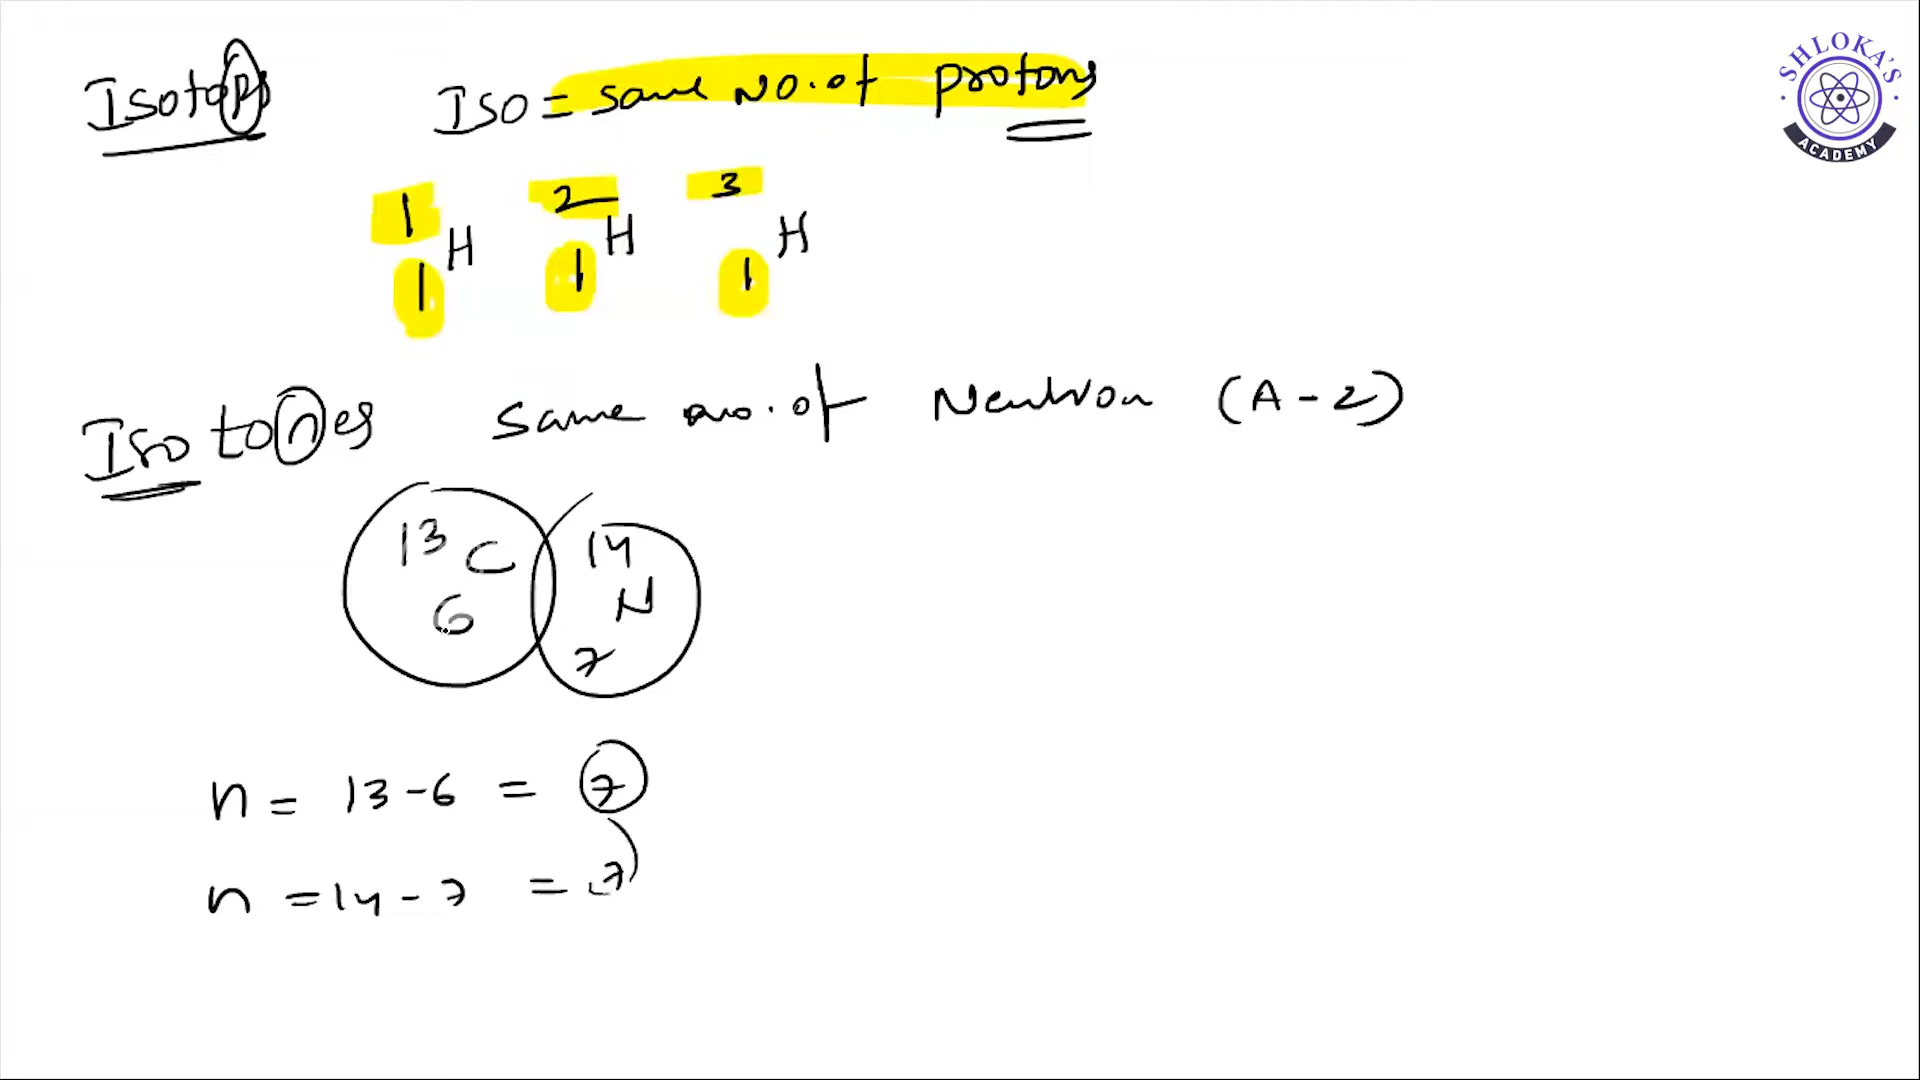 Isotops ISO = same No. of protons
1 2 3
H H H
1 1 1
Isotones same no. of Neutron (A-Z)
13 C 14 N
6 7
n = 13-6 = 7
n = 14-7 = 7
SHLOKA'S
ACADEMY